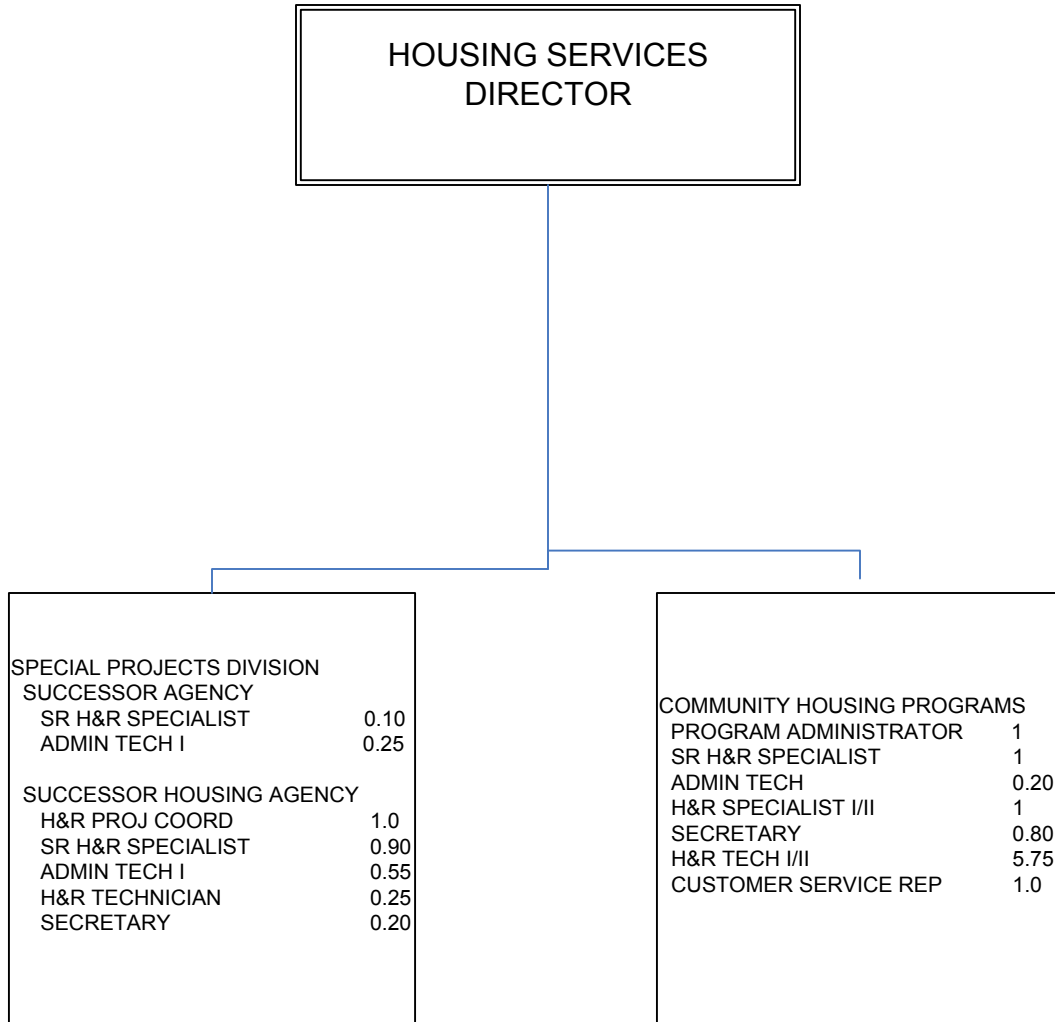 HOUSING SERVICES
DIRECTOR
SPECIAL PROJECTS DIVISION
SUCCESSOR AGENCY
SR H&R SPECIALIST 0.10
ADMIN TECH I 0.25
SUCCESSOR HOUSING AGENCY
H&R PROJ COORD 1.0
SR H&R SPECIALIST 0.90
ADMIN TECH I 0.55
H&R TECHNICIAN 0.25
SECRETARY 0.20
COMMUNITY HOUSING PROGRAMS
PROGRAM ADMINISTRATOR 1
SR H&R SPECIALIST 1
ADMIN TECH 0.20
H&R SPECIALIST I/II 1
SECRETARY 0.80
H&R TECH I/II 5.75
CUSTOMER SERVICE REP 1.0